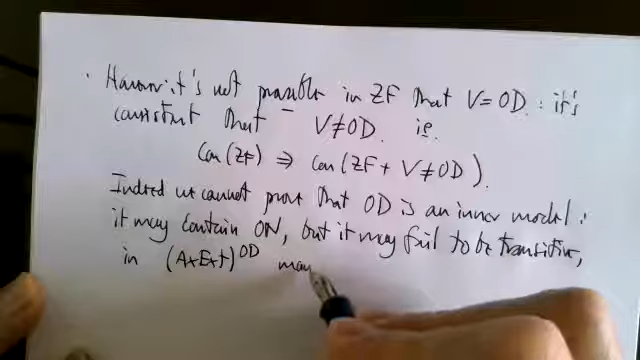 · However it's not provable in ZF that V=OD : it's
consistent that V≠OD. i.e.
Con(ZF) ⇒ Con(ZF + V≠OD).
Indeed we cannot prove that OD is an inner model :
it may contain ON, but it may fail to be transitive,
in (AxExt)^OD may